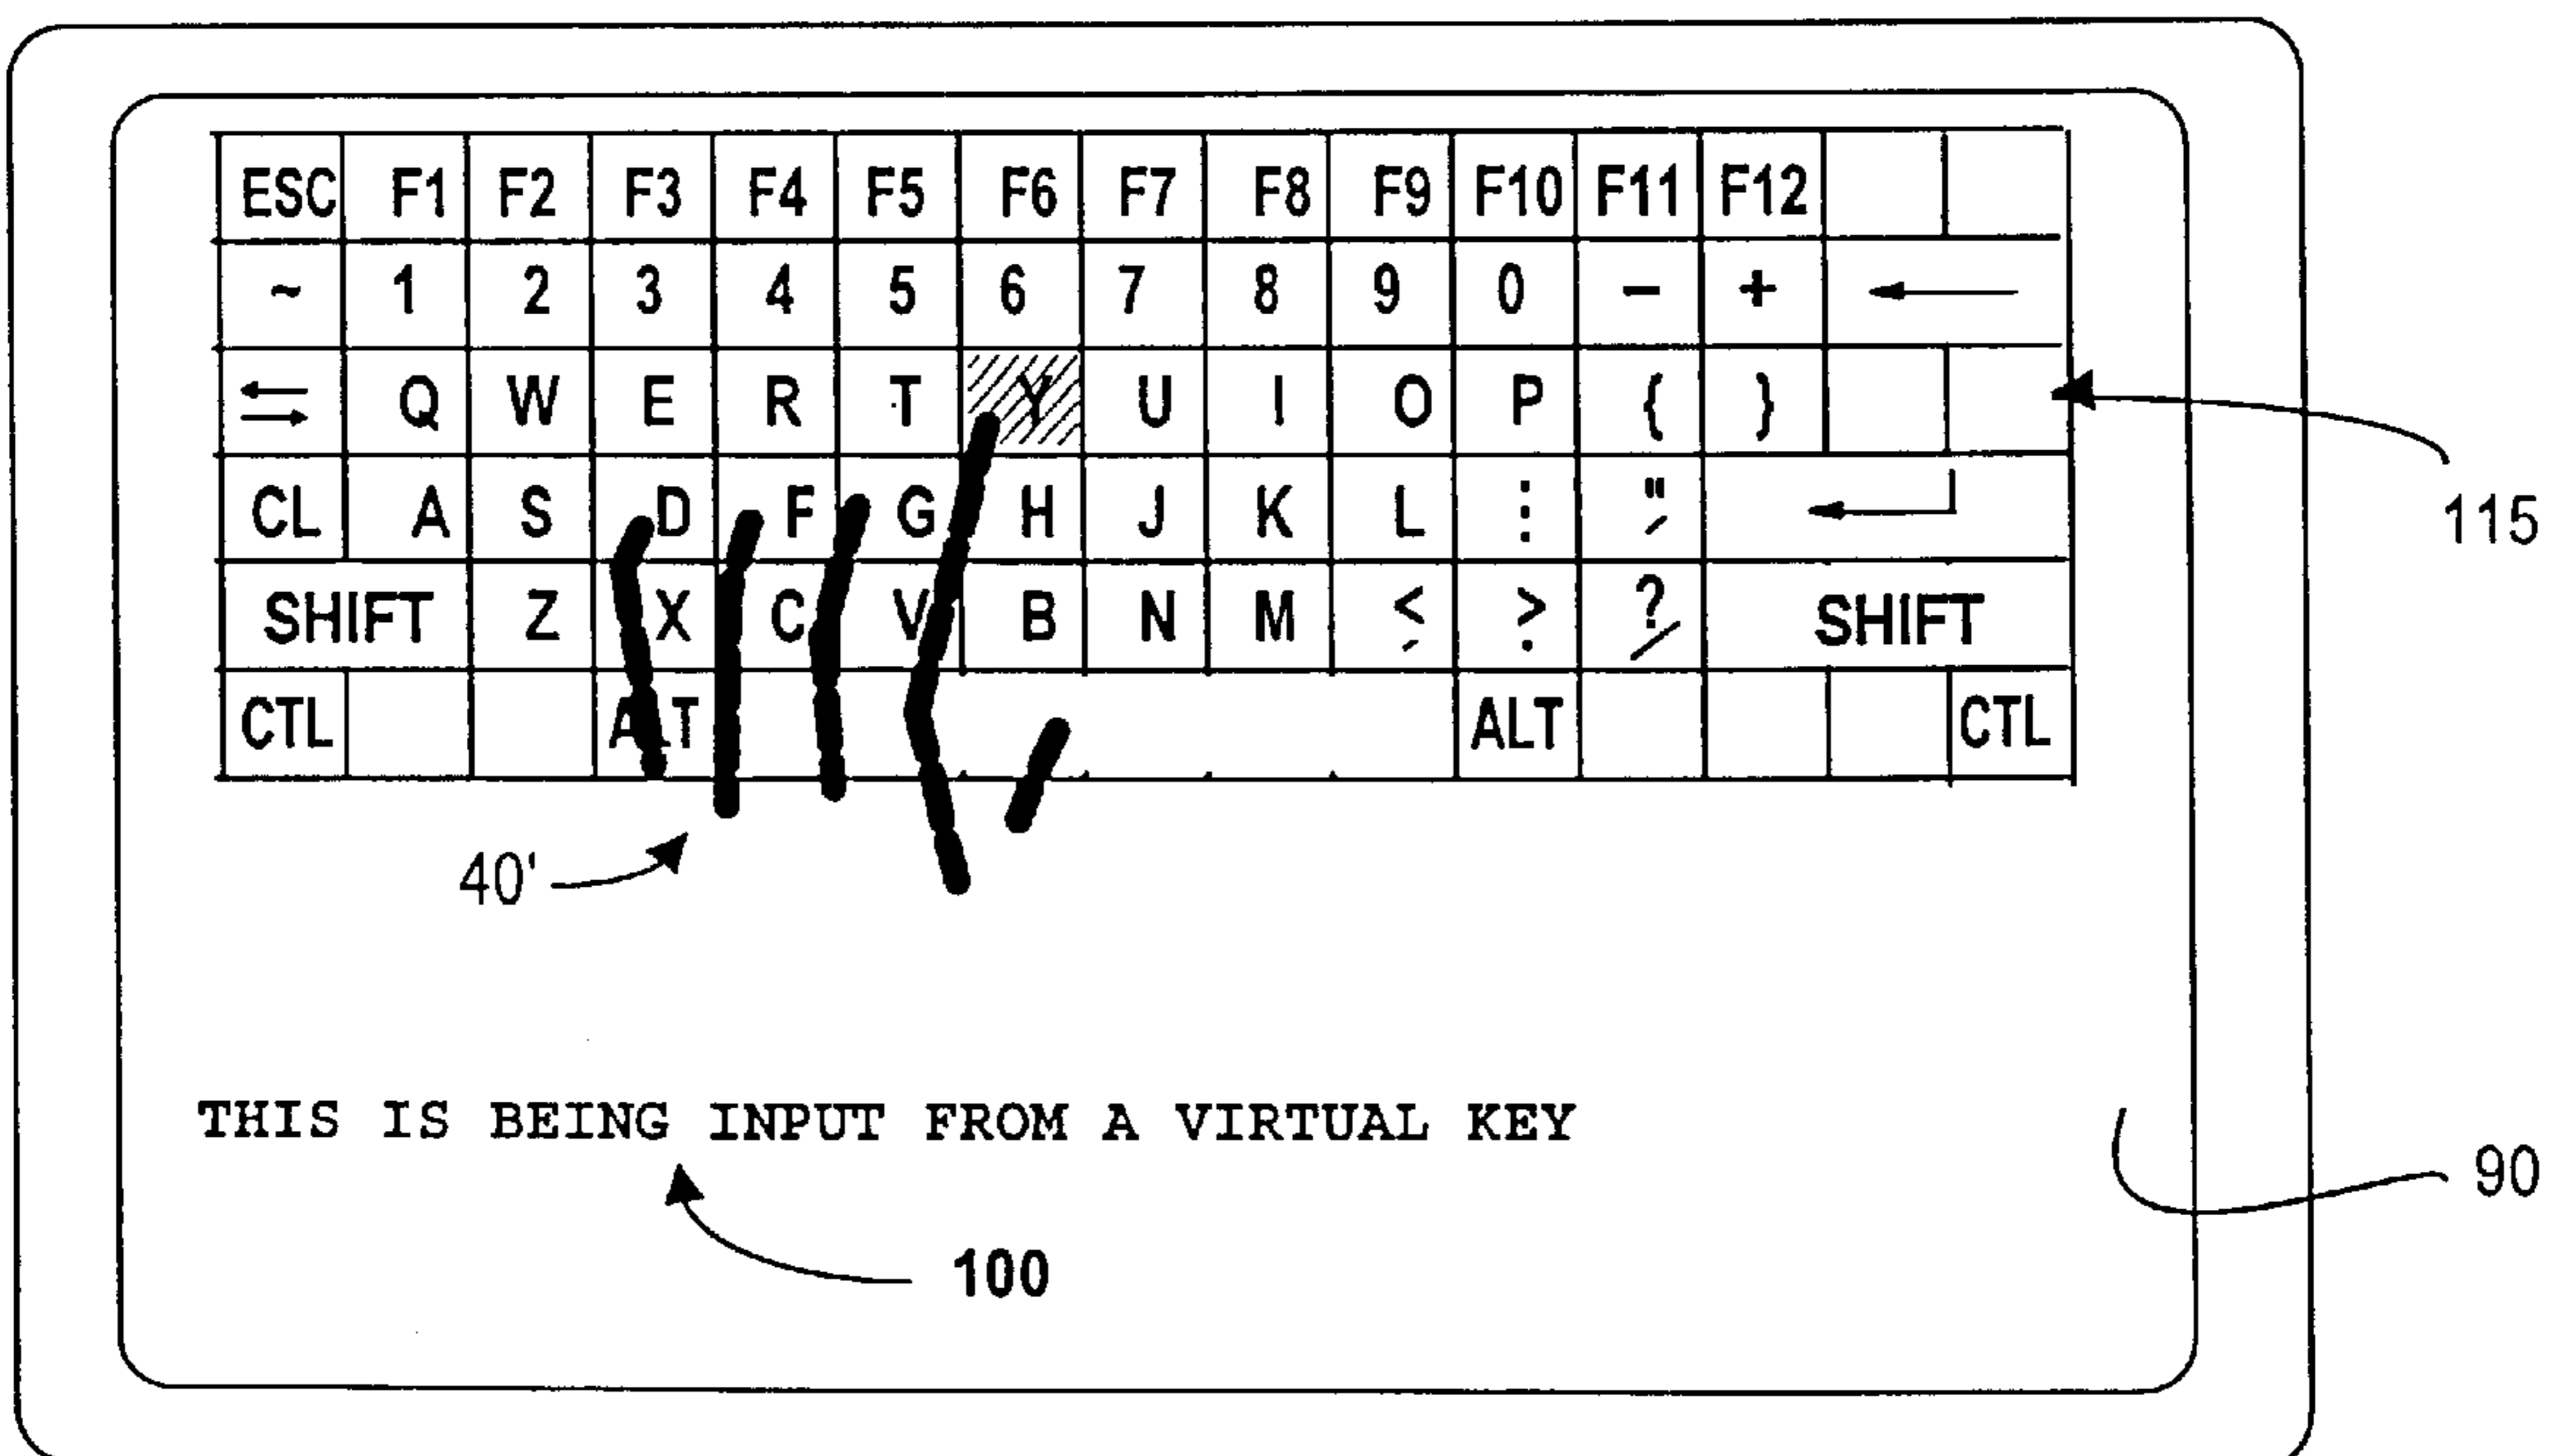 ESC F1 F2 F3 F4 F5 F6 F7 F8 F9 F10 F11 F12
~ 1 2 3 4 5 6 7 8 9 0 − + ←
⇆ Q W E R T Y U I O P { }
115
CL A S D F G H J K L : " ′ ↵
SHIFT Z X C V B N M < , > . ? / SHIFT
CTL ALT ALT CTL
40'
THIS IS BEING INPUT FROM A VIRTUAL KEY
90
100